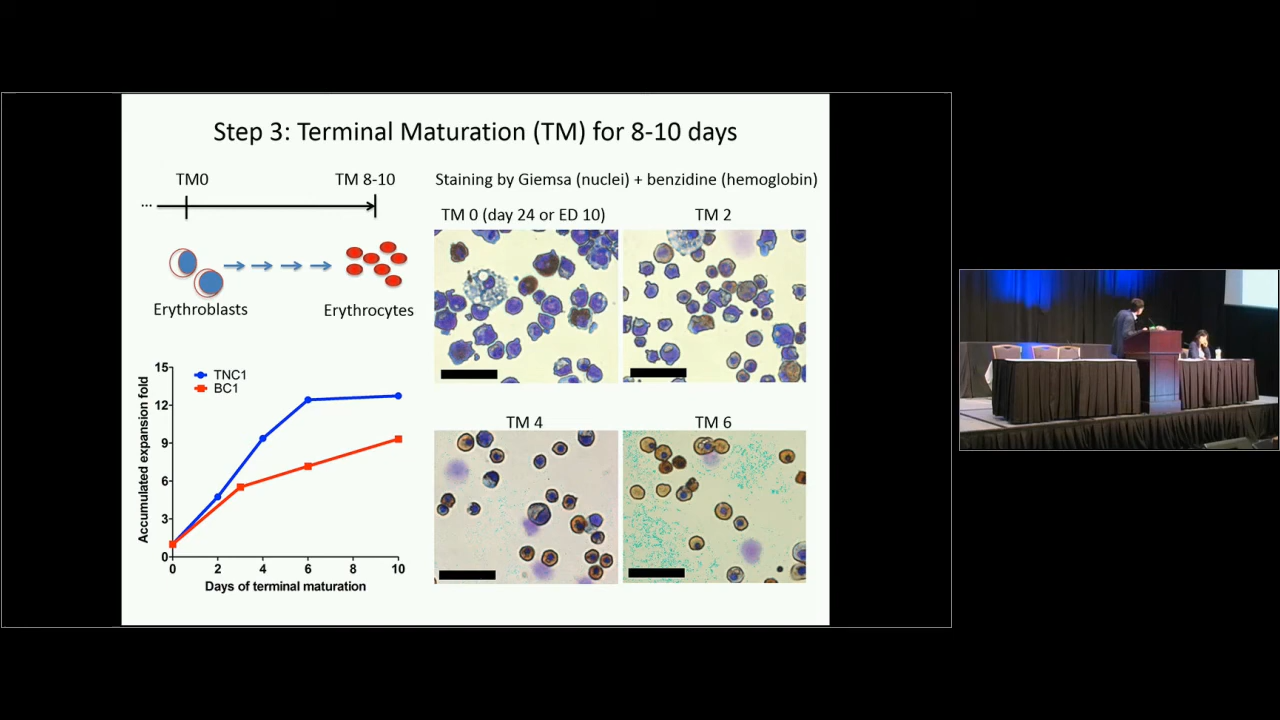 Step 3: Terminal Maturation (TM) for 8-10 days
TM0
TM 8-10
...
Erythroblasts
Erythrocytes
Staining by Giemsa (nuclei) + benzidine (hemoglobin)
TM 0 (day 24 or ED 10)
TM 2
TM 4
TM 6
15
12
9
6
3
0
Accumulated expansion fold
TNC1
BC1
0 2 4 6 8 10
Days of terminal maturation